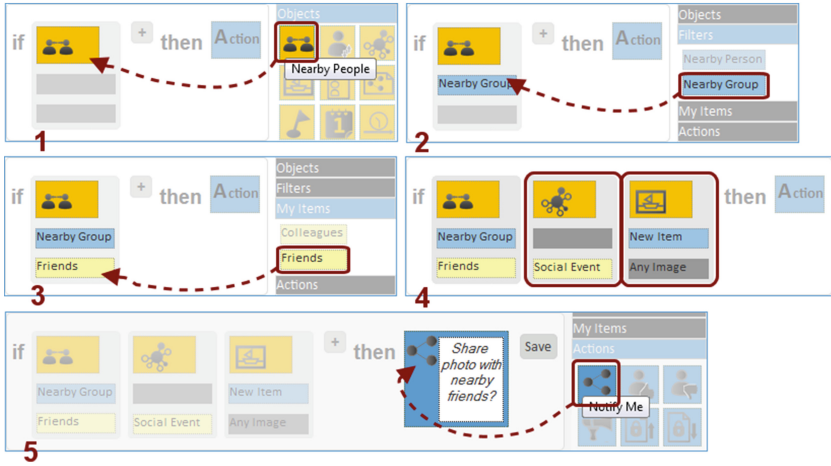 Objects
if
+
then
Action
Nearby People
1
Objects
Filters
if
+
then
Action
Nearby Person
Nearby Group
Nearby Group
My Items
Actions
2
Objects
Filters
if
+
then
Action
My Items
Nearby Group
Colleagues
Friends
Friends
Actions
3
if
then
Action
Nearby Group
New Item
Friends
Social Event
Any Image
4
My Items
Actions
if
+
then
Share
photo with
nearby
friends?
Save
Nearby Group
New Item
Notify Me
Friends
Social Event
Any Image
5